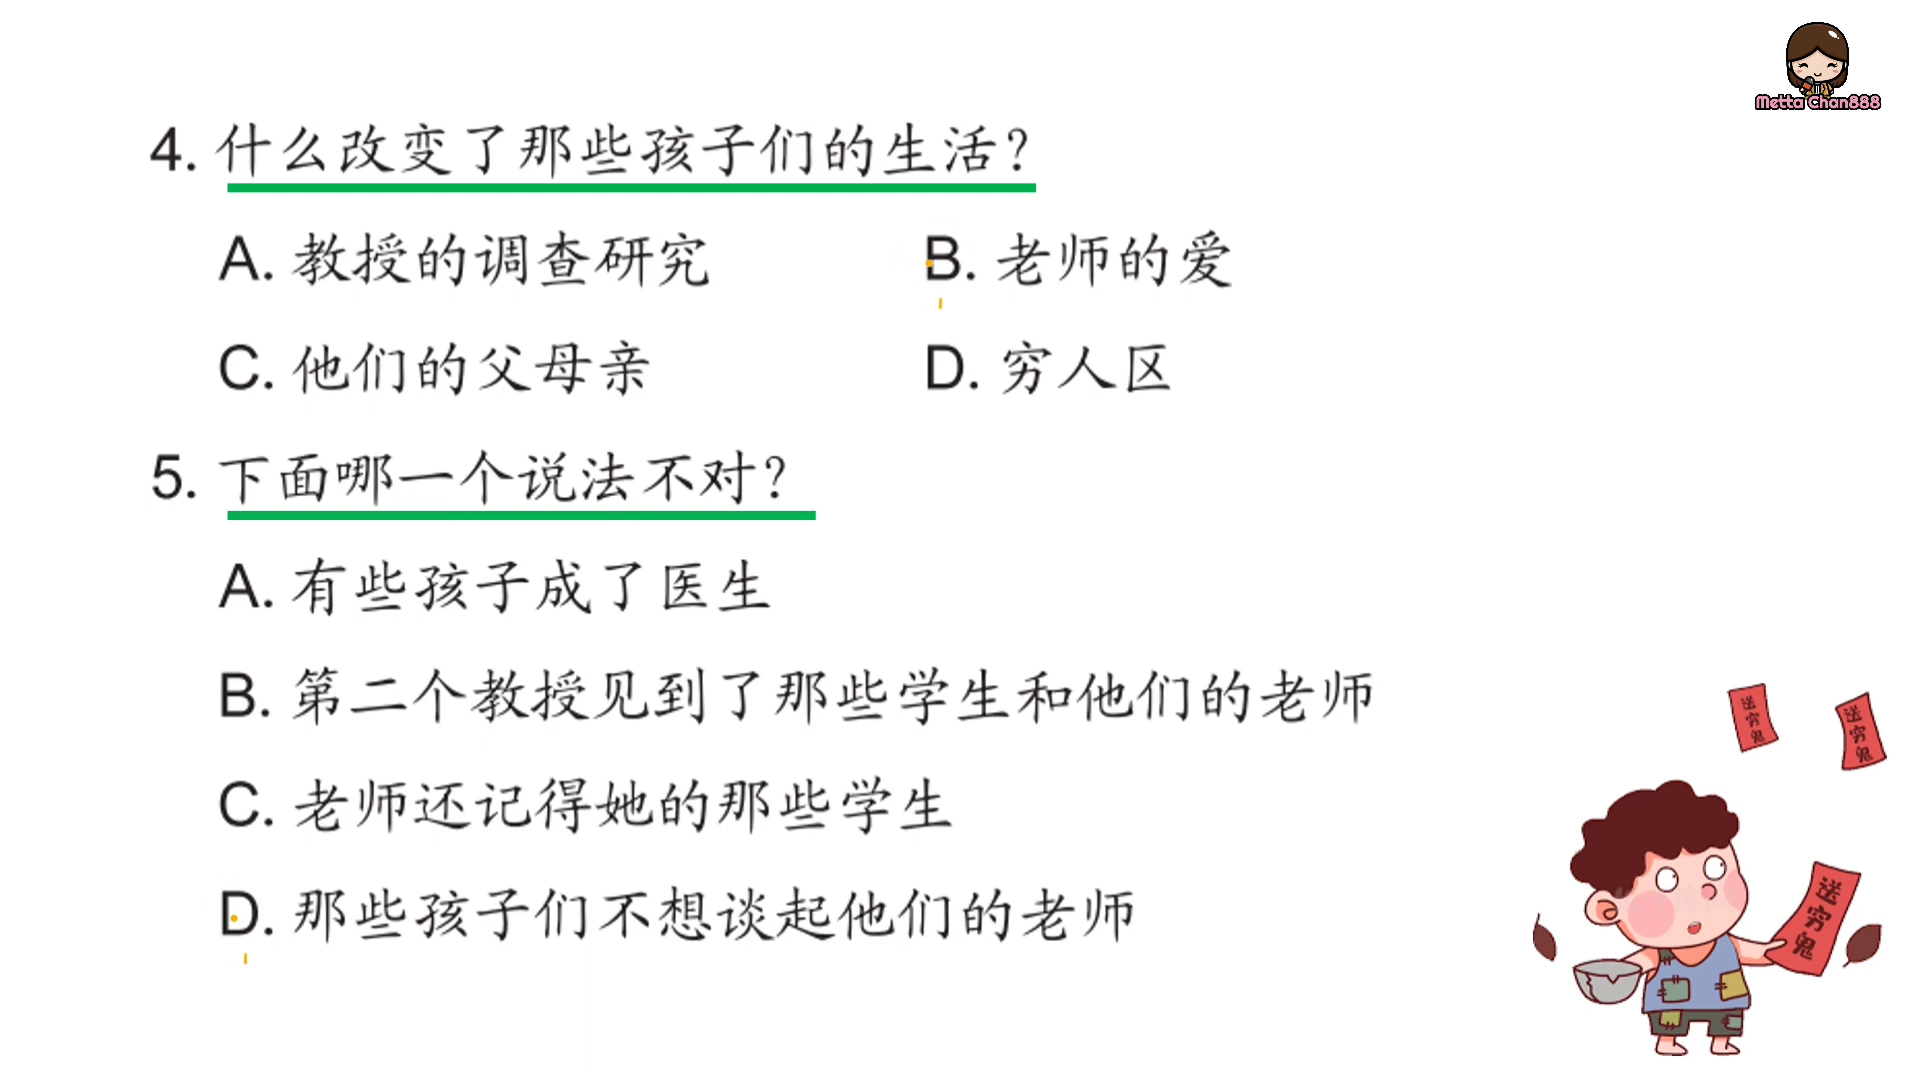 Metta Chan888
4. 什么改变了那些孩子们的生活？
A. 教授的调查研究 B. 老师的爱
C. 他们的父母亲 D. 穷人区
5. 下面哪一个说法不对？
A. 有些孩子成了医生
B. 第二个教授见到了那些学生和他们的老师
C. 老师还记得她的那些学生
D. 那些孩子们不想谈起他们的老师
送穷鬼
送穷鬼
送穷鬼